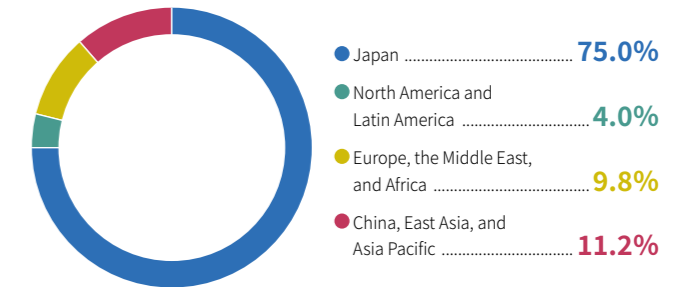 Japan ........................................ 75.0%
North America and
Latin America ............................... 4.0%
Europe, the Middle East,
and Africa ..................................... 9.8%
China, East Asia, and
Asia Pacific ................................ 11.2%